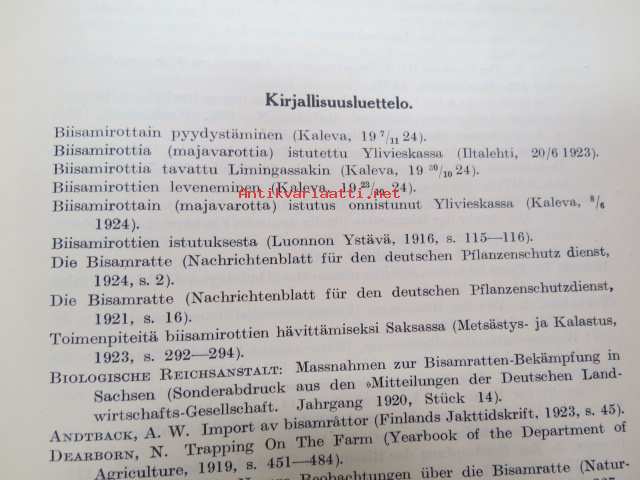 Kirjallisuusluettelo.
Biisamirottain pyydystäminen (Kaleva, 19 7/11 24).
Biisamirottia (majavarottia) istutettu Ylivieskassa (Iltalehti, 20/6 1923).
Biisamirottia tavattu Limingassakin (Kaleva, 19 30/10 24).
Biisamirottien leveneminen (Kaleva, 19 23/10 24).
Antikvariaatti.net
Biisamirottain (majavarotta) istutus onnistunut Ylivieskassa (Kaleva, 8/6
1924).
Biisamirottien istutuksesta (Luonnon Ystävä, 1916, s. 115—116).
Die Bisamratte (Nachrichtenblatt für den deutschen Pflanzenschutz dienst,
1924, s. 2).
Die Bisamratte (Nachrichtenblatt für den deutschen Pflanzenschutzdienst,
1921, s. 16).
Toimenpiteitä biisamirottien hävittämiseksi Saksassa (Metsästys- ja Kalastus,
1923, s. 292—294).
BIOLOGISCHE REICHSANSTALT: Massnahmen zur Bisamratten-Bekämpfung in
Sachsen (Sonderabdruck aus den »Mitteilungen der Deutschen Land-
wirtschafts-Gesellschaft. Jahrgang 1920, Stück 14).
ANDTBACK, A. W. Import av bisamråttor (Finlands Jakttidskrift, 1923, s. 45).
DEARBORN, N. Trapping On The Farm (Yearbook of the Department of
Agriculture, 1919, s. 451—484).
Beobachtungen über die Bisamratte (Natur-